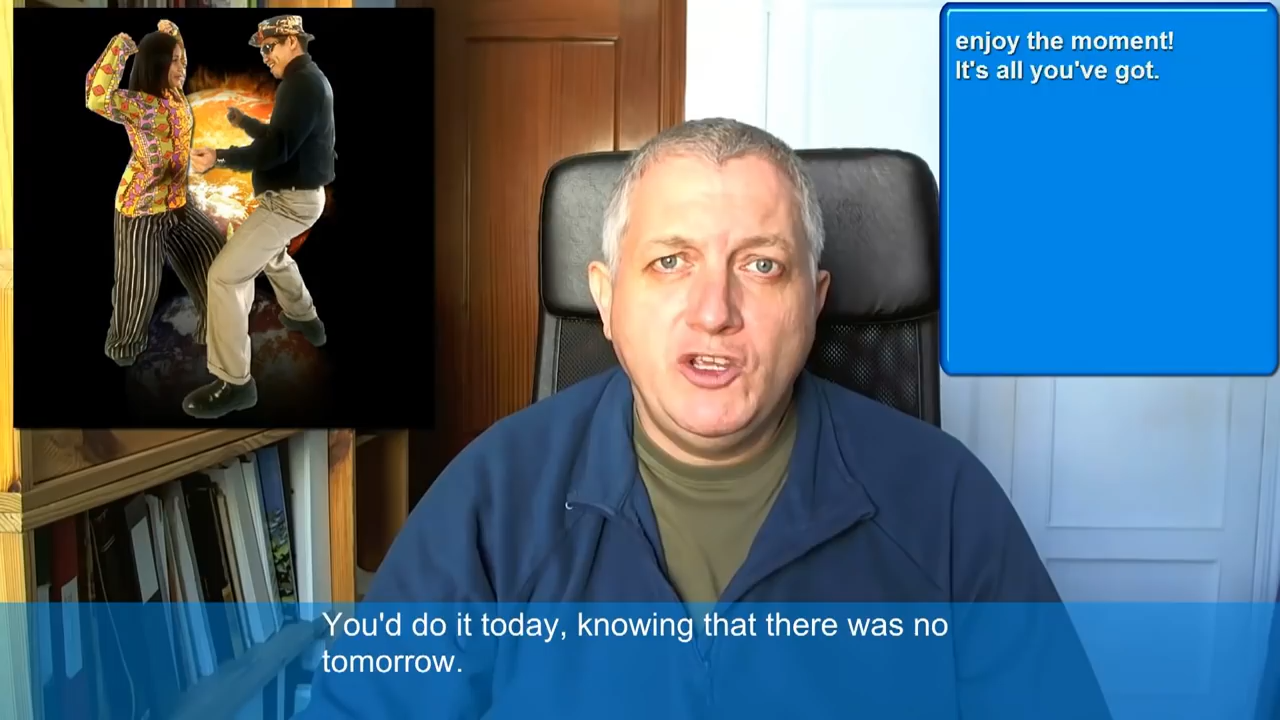 enjoy the moment!
It's all you've got.
You'd do it today, knowing that there was no
tomorrow.